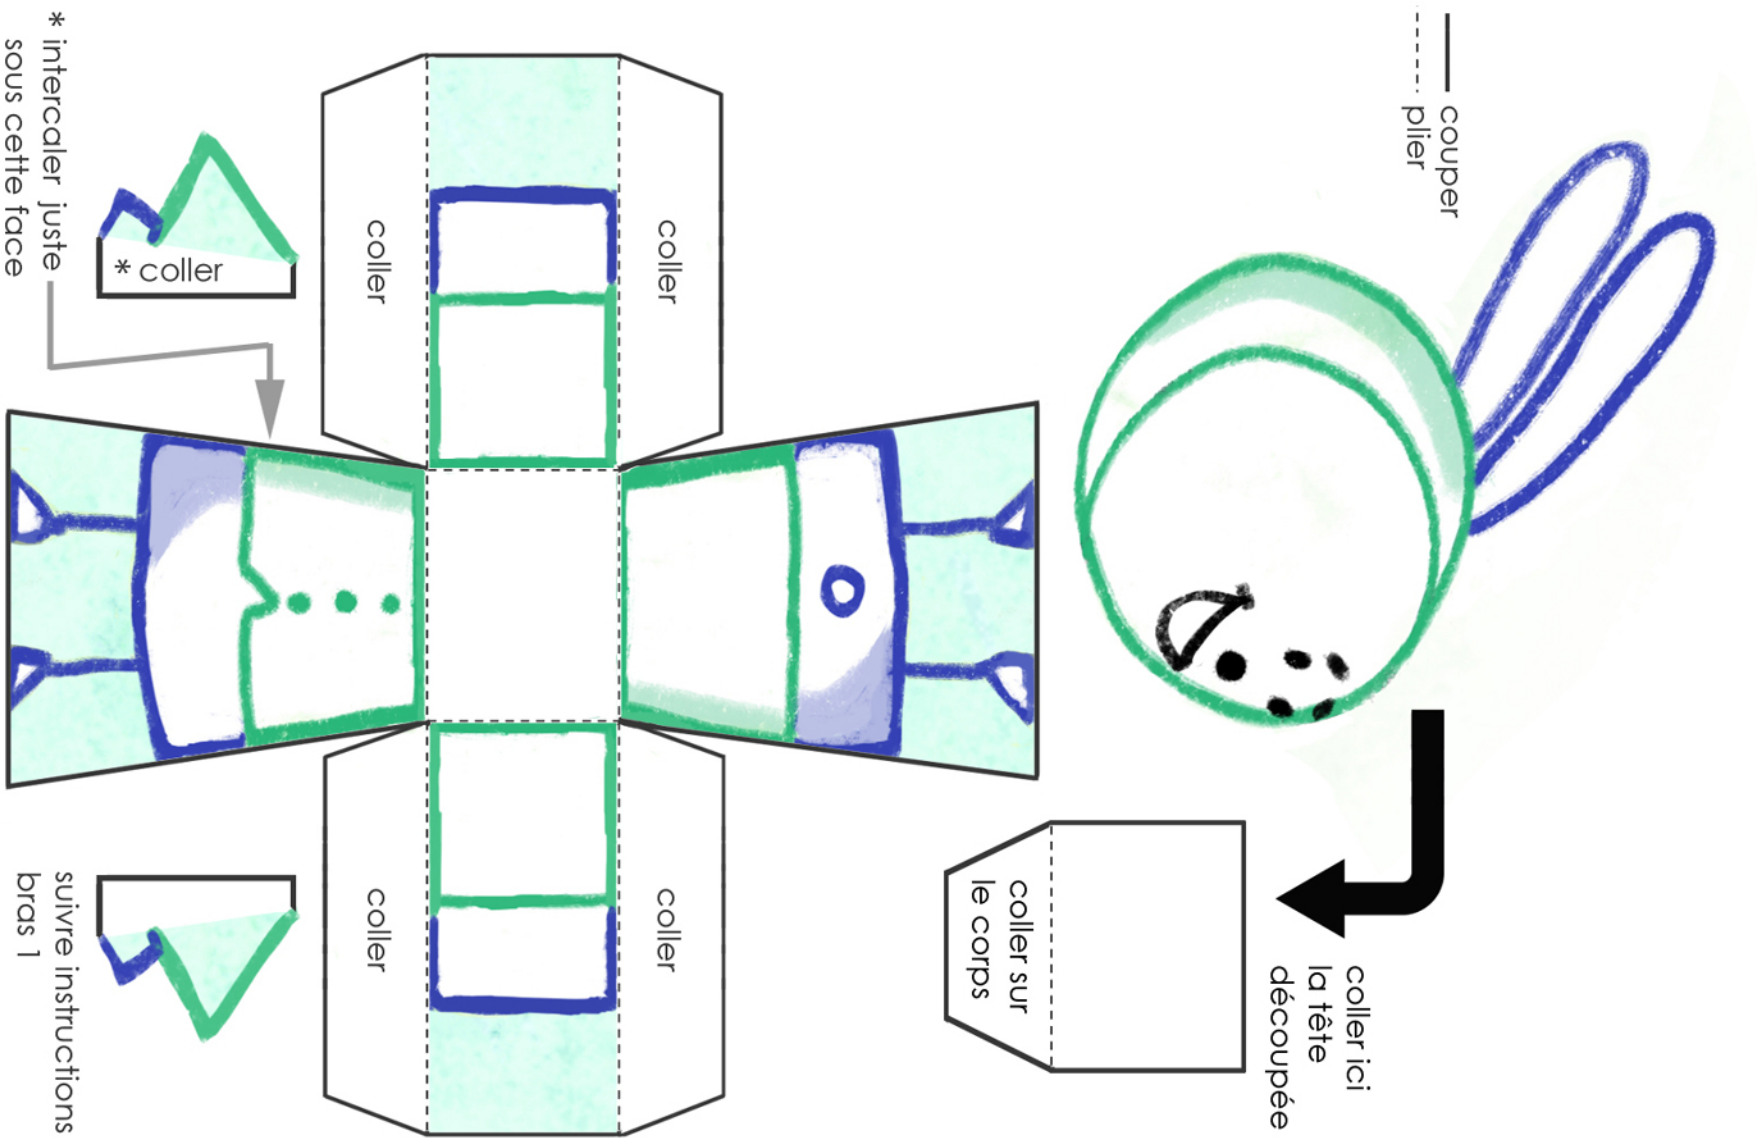 couper
plier
* intercaler juste
sous cette face
* coller
coller
coller
coller
coller
suivre instructions
bras 1
coller sur
le corps
coller ici
la tête
découpée